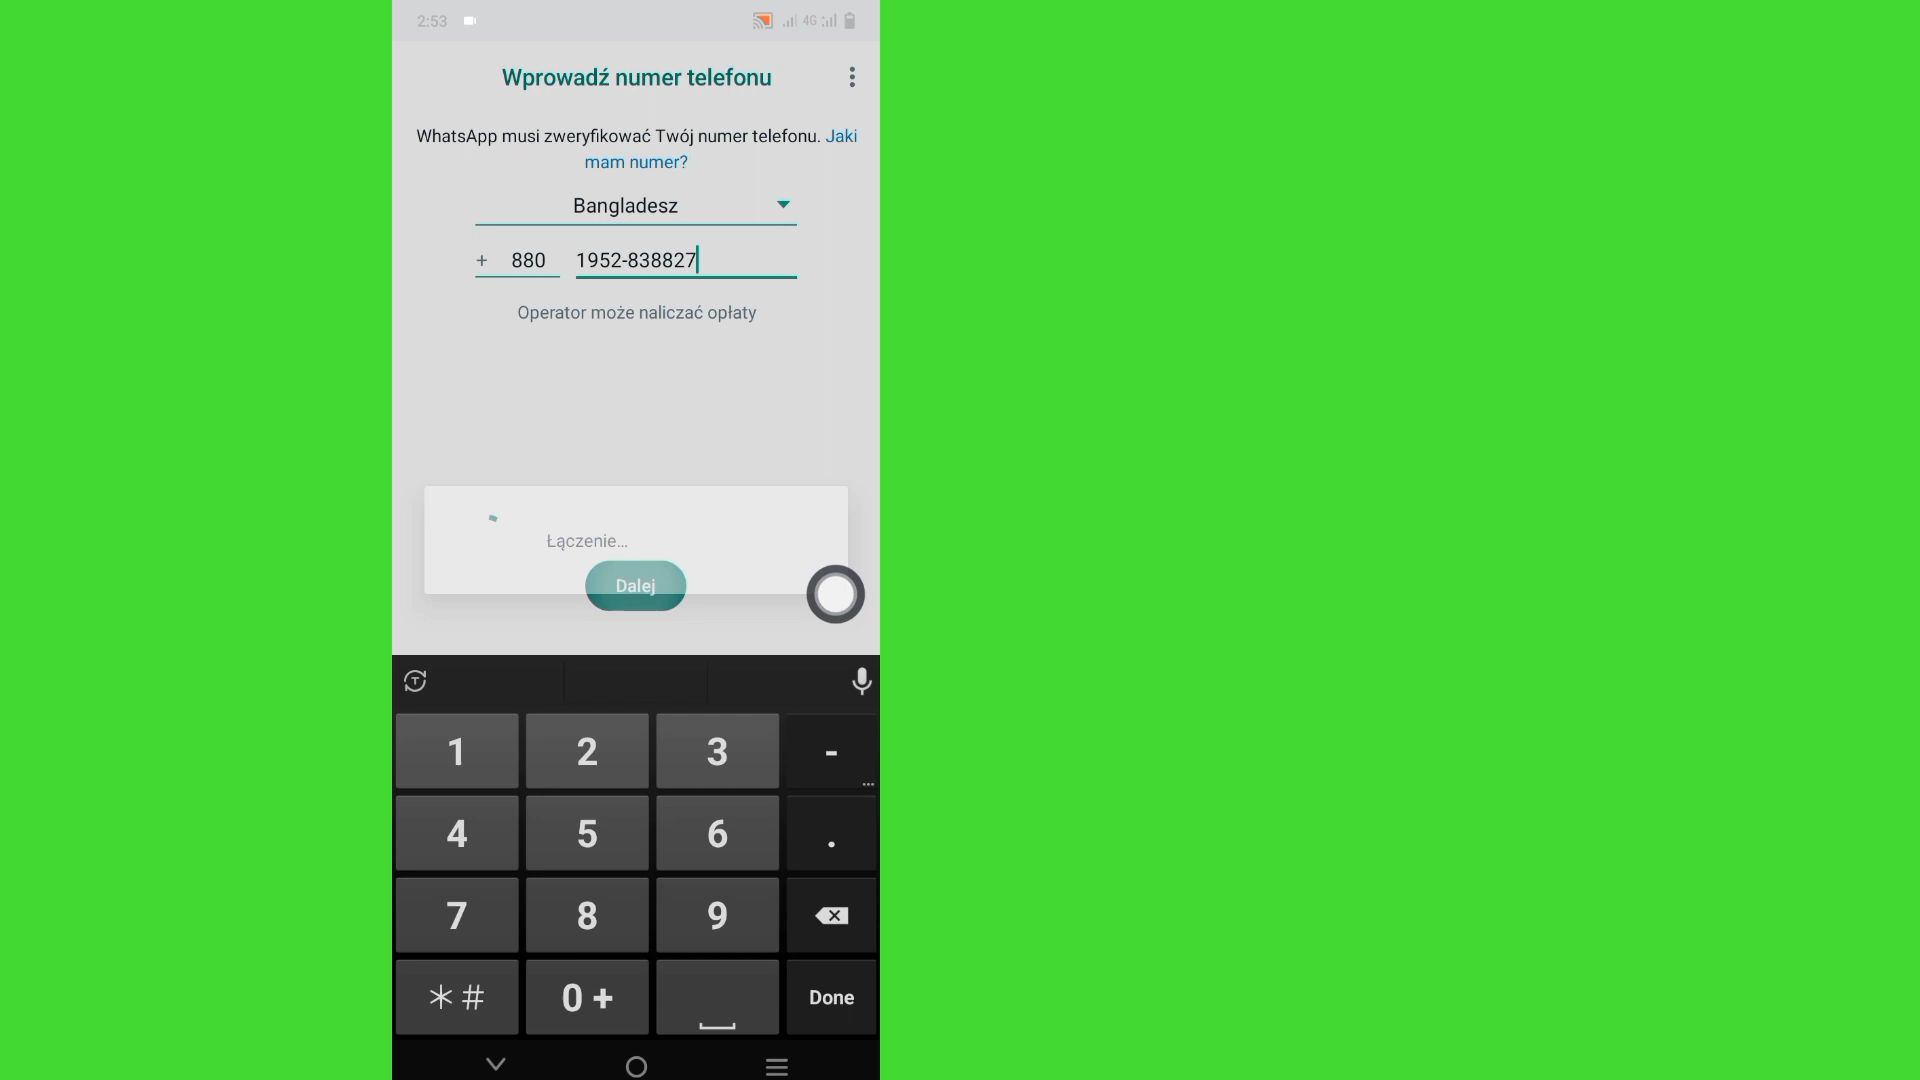 2:53
4G
Wprowadź numer telefonu
WhatsApp musi zweryfikować Twój numer telefonu. Jaki
mam numer?
Bangladesz
+ 880 1952-838827
Operator może naliczać opłaty
Łączenie...
Dalej
T
1 2 3 -
...
4 5 6 .
7 8 9
*# 0 +
Done